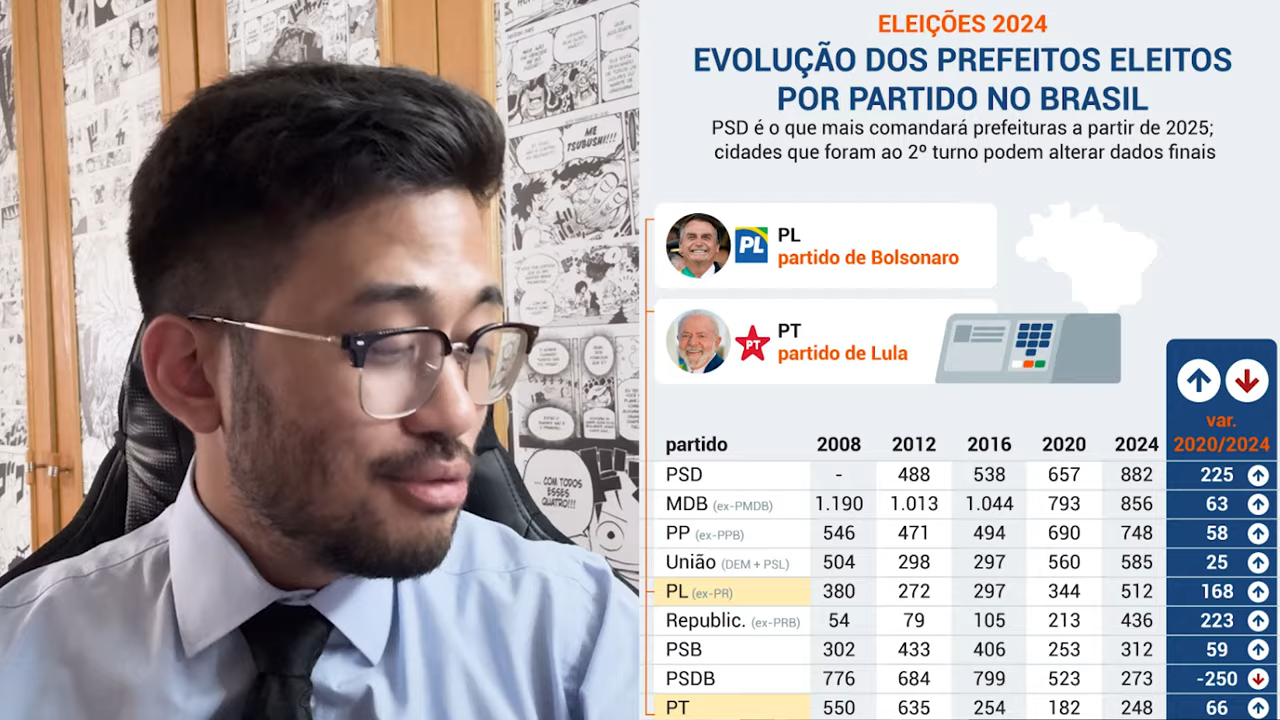 ELEIÇÕES 2024
EVOLUÇÃO DOS PREFEITOS ELEITOS
POR PARTIDO NO BRASIL
PSD é o que mais comandará prefeituras a partir de 2025;
cidades que foram ao 2º turno podem alterar dados finais
PL
PL
partido de Bolsonaro
PT
PT
partido de Lula
var.
partido 2008 2012 2016 2020 2024 2020/2024
PSD - 488 538 657 882 225
MDB (ex-PMDB) 1.190 1.013 1.044 793 856 63
PP (ex-PPB) 546 471 494 690 748 58
União (DEM + PSL) 504 298 297 560 585 25
PL (ex-PR) 380 272 297 344 512 168
Republic. (ex-PRB) 54 79 105 213 436 223
PSB 302 433 406 253 312 59
PSDB 776 684 799 523 273 -250
PT 550 635 254 182 248 66
ME
TSUBUSHI!!!
... COM TODOS
ESSES
QUATRO!!!